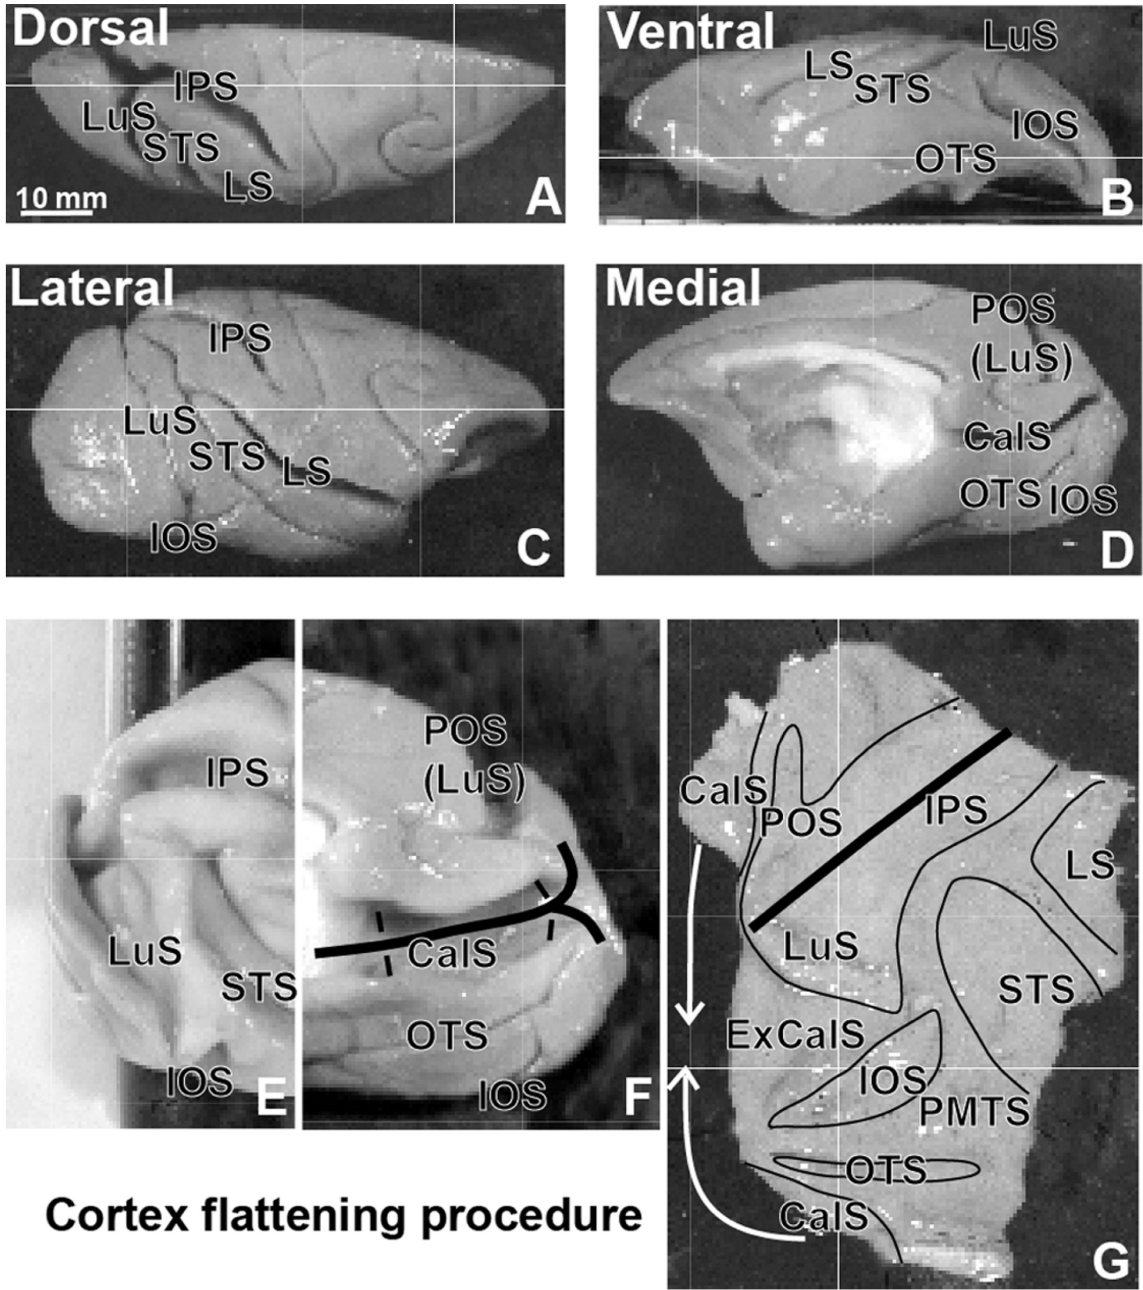 Dorsal
IPS
LuS
STS
LS
10 mm
A
Ventral
LuS
LS
STS
IOS
OTS
B
Lateral
IPS
LuS
STS
LS
IOS
C
Medial
POS
(LuS)
CalS
OTS
IOS
D
IPS
LuS
STS
IOS
E
POS
(LuS)
CalS
OTS
IOS
F
CalS
POS
IPS
LS
LuS
STS
ExCalS
IOS
PMTS
OTS
CalS
G
Cortex flattening procedure